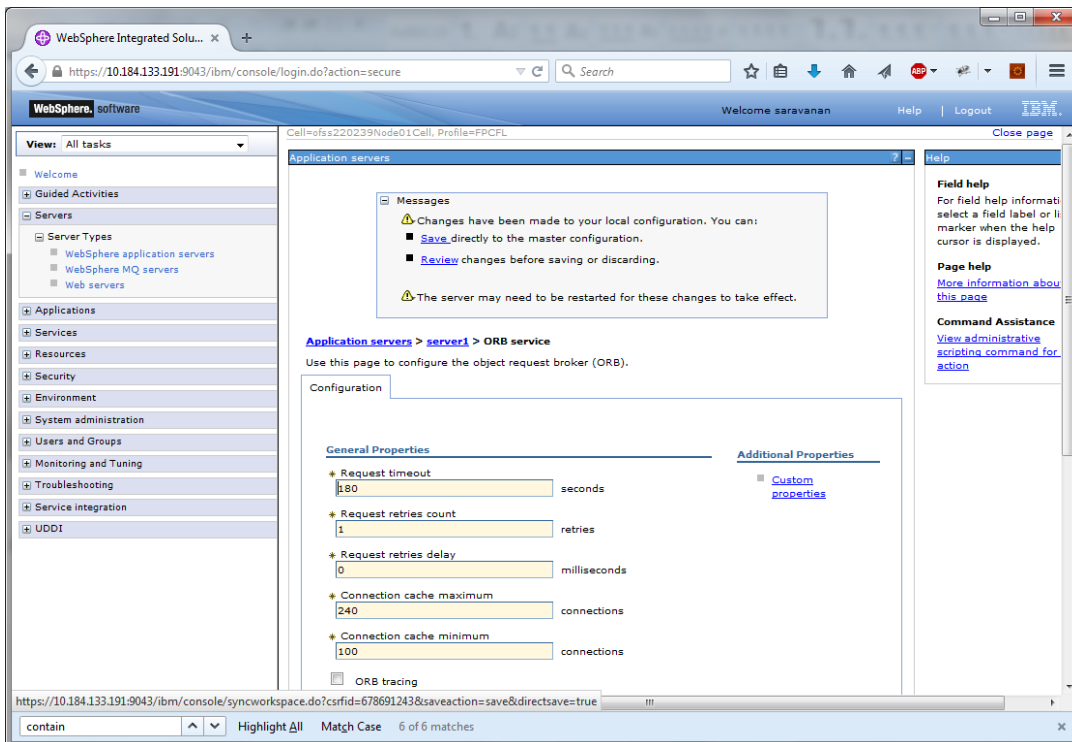 WebSphere Integrated Solu... × +
https://10.184.133.191:9043/ibm/console/login.do?action=secure
Search
ABP
WebSphere. software
Welcome saravanan
Help | Logout
IBM.
View: All tasks
Welcome
Guided Activities
Servers
Server Types
WebSphere application servers
WebSphere MQ servers
Web servers
Applications
Services
Resources
Security
Environment
System administration
Users and Groups
Monitoring and Tuning
Troubleshooting
Service integration
UDDI
Cell=ofss220239Node01Cell, Profile=FPCFL
Close page
Application servers
? -
Messages
Changes have been made to your local configuration. You can:
Save directly to the master configuration.
Review changes before saving or discarding.
The server may need to be restarted for these changes to take effect.
Application servers > server1 > ORB service
Use this page to configure the object request broker (ORB).
Configuration
General Properties
* Request timeout
180 seconds
* Request retries count
1 retries
* Request retries delay
0 milliseconds
* Connection cache maximum
240 connections
* Connection cache minimum
100 connections
ORB tracing
Additional Properties
Custom
properties
Help
Field help
For field help informati
select a field label or li
marker when the help
cursor is displayed.
Page help
More information abou
this page
Command Assistance
View administrative
scripting command for
action
https://10.184.133.191:9043/ibm/console/syncworkspace.do?csrfid=678691243&saveaction=save&directsave=true
contain
Highlight All Match Case 6 of 6 matches ×